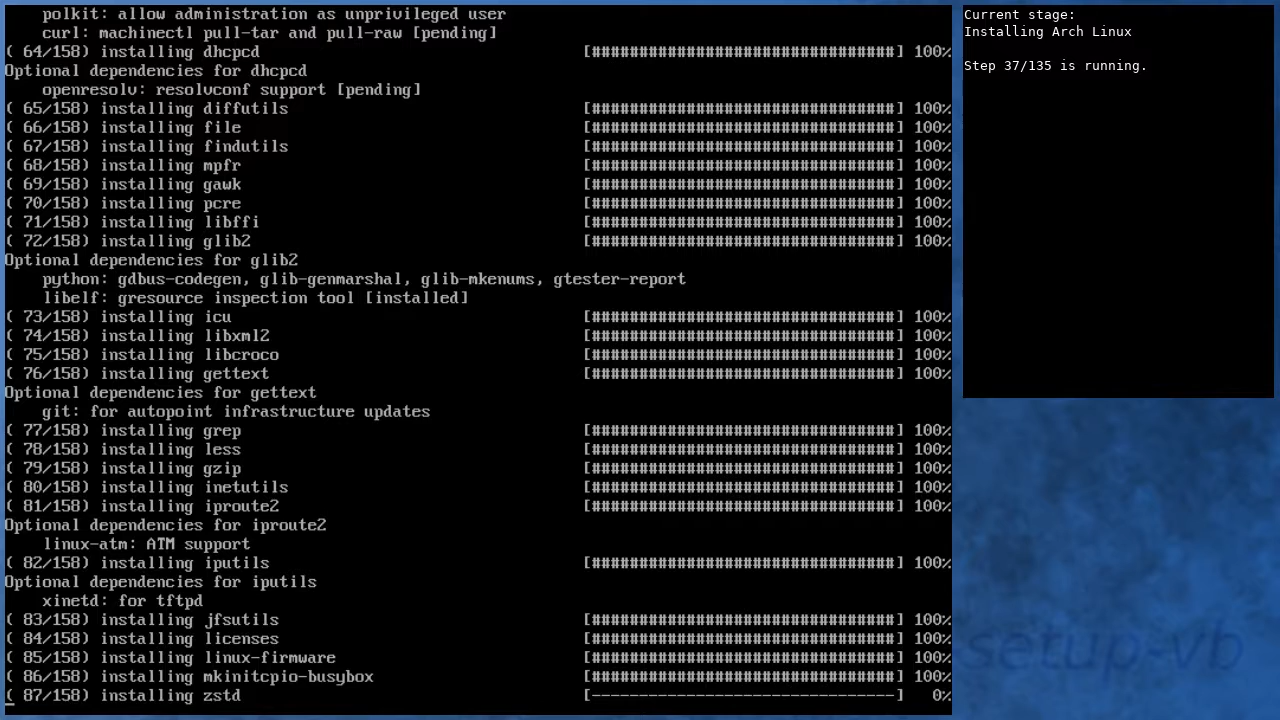 polkit: allow administration as unprivileged user
    curl: machinectl pull-tar and pull-raw [pending]
( 64/158) installing dhcpcd [################################] 100%
Optional dependencies for dhcpcd
    openresolv: resolvconf support [pending]
( 65/158) installing diffutils [################################] 100%
( 66/158) installing file [################################] 100%
( 67/158) installing findutils [################################] 100%
( 68/158) installing mpfr [################################] 100%
( 69/158) installing gawk [################################] 100%
( 70/158) installing pcre [################################] 100%
( 71/158) installing libffi [################################] 100%
( 72/158) installing glib2 [################################] 100%
Optional dependencies for glib2
    python: gdbus-codegen, glib-genmarshal, glib-mkenums, gtester-report
    libelf: gresource inspection tool [installed]
( 73/158) installing icu [################################] 100%
( 74/158) installing libxml2 [################################] 100%
( 75/158) installing libcroco [################################] 100%
( 76/158) installing gettext [################################] 100%
Optional dependencies for gettext
    git: for autopoint infrastructure updates
( 77/158) installing grep [################################] 100%
( 78/158) installing less [################################] 100%
( 79/158) installing gzip [################################] 100%
( 80/158) installing inetutils [################################] 100%
( 81/158) installing iproute2 [################################] 100%
Optional dependencies for iproute2
    linux-atm: ATM support
( 82/158) installing iputils [################################] 100%
Optional dependencies for iputils
    xinetd: for tftpd
( 83/158) installing jfsutils [################################] 100%
( 84/158) installing licenses [################################] 100%
( 85/158) installing linux-firmware [################################] 100%
( 86/158) installing mkinitcpio-busybox [################################] 100%
( 87/158) installing zstd [--------------------------------] 0%
Current stage:
Installing Arch Linux
Step 37/135 is running.
setup-vb